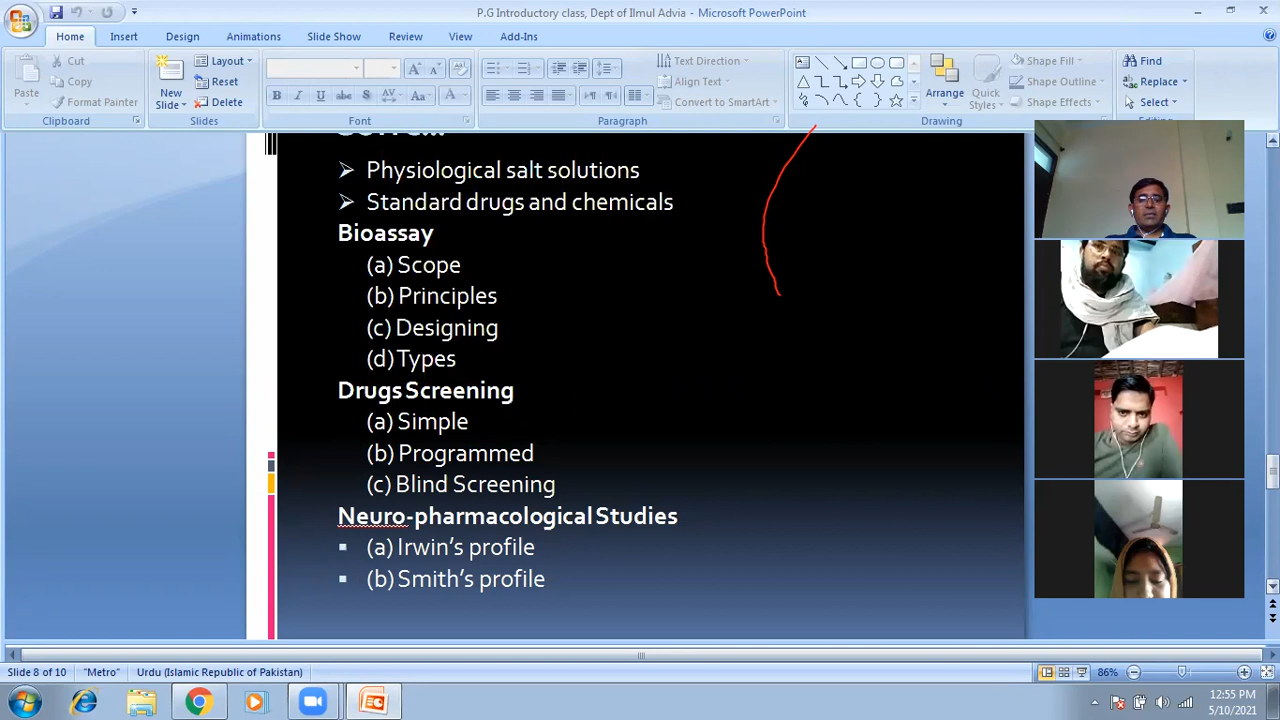 P.G Introductory class, Dept of Ilmul Advia - Microsoft PowerPoint
Home Insert Design Animations Slide Show Review View Add-Ins
Paste
Cut
Copy
Format Painter
Clipboard
New Slide
Layout
Reset
Delete
Slides
B I U abc S AV Aa A
Font
Text Direction
Align Text
Convert to SmartArt
Paragraph
Arrange
Quick Styles
Shape Fill
Shape Outline
Shape Effects
Drawing
Find
Replace
Select
Physiological salt solutions
Standard drugs and chemicals
Bioassay
(a) Scope
(b) Principles
(c) Designing
(d) Types
Drugs Screening
(a) Simple
(b) Programmed
(c) Blind Screening
Neuro-pharmacological Studies
(a) Irwin's profile
(b) Smith's profile
Slide 8 of 10 "Metro" Urdu (Islamic Republic of Pakistan) 86%
12:55 PM
5/10/2021